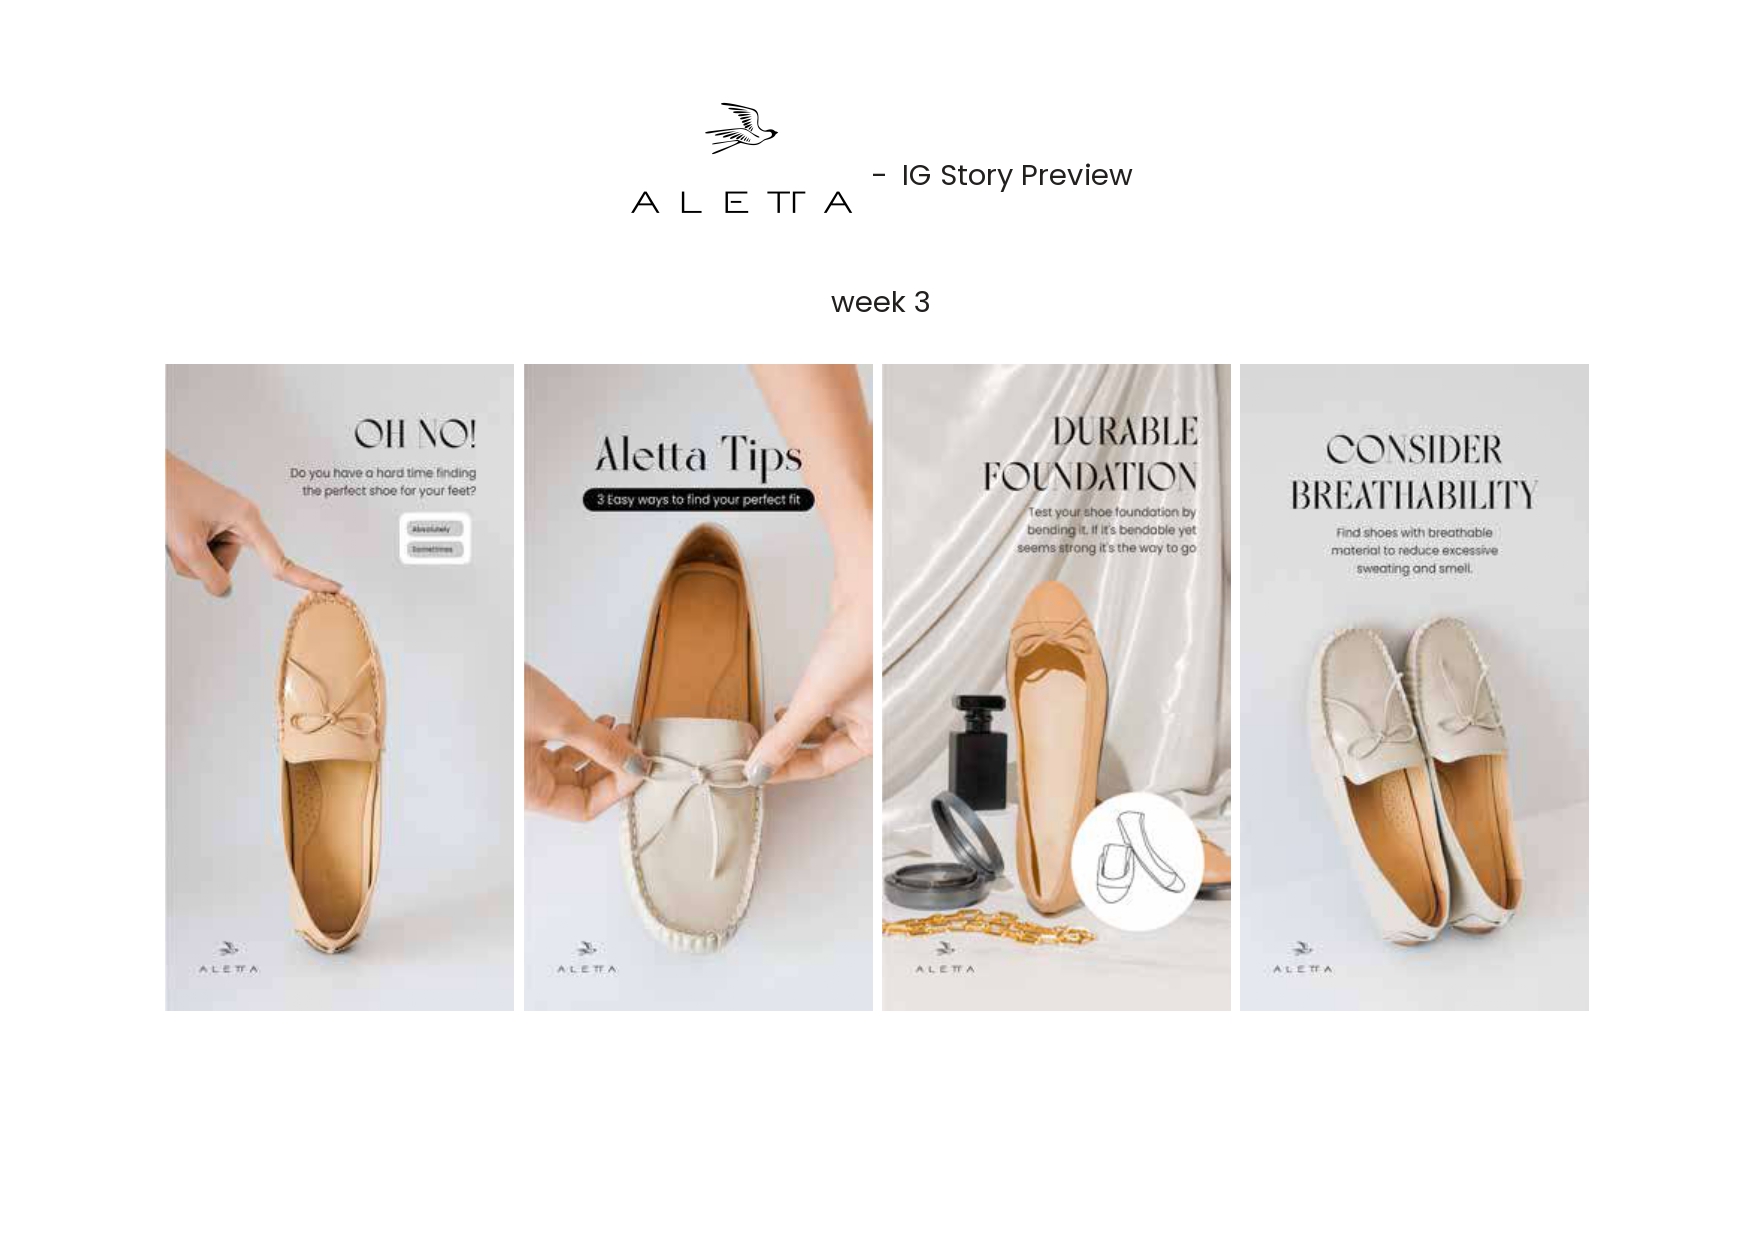 ALETTA
- IG Story Preview
week 3
OH NO!
Do you have a hard time finding
the perfect shoe for your feet?
Absolutely
Sometimes
ALETTA
Aletta Tips
3 Easy ways to find your perfect fit
ALETTA
DURABLE
FOUNDATION
Test your shoe foundation by
bending it. If it's bendable yet
seems strong it's the way to go
ALETTA
CONSIDER
BREATHABILITY
Find shoes with breathable
material to reduce excessive
sweating and smell.
ALETTA